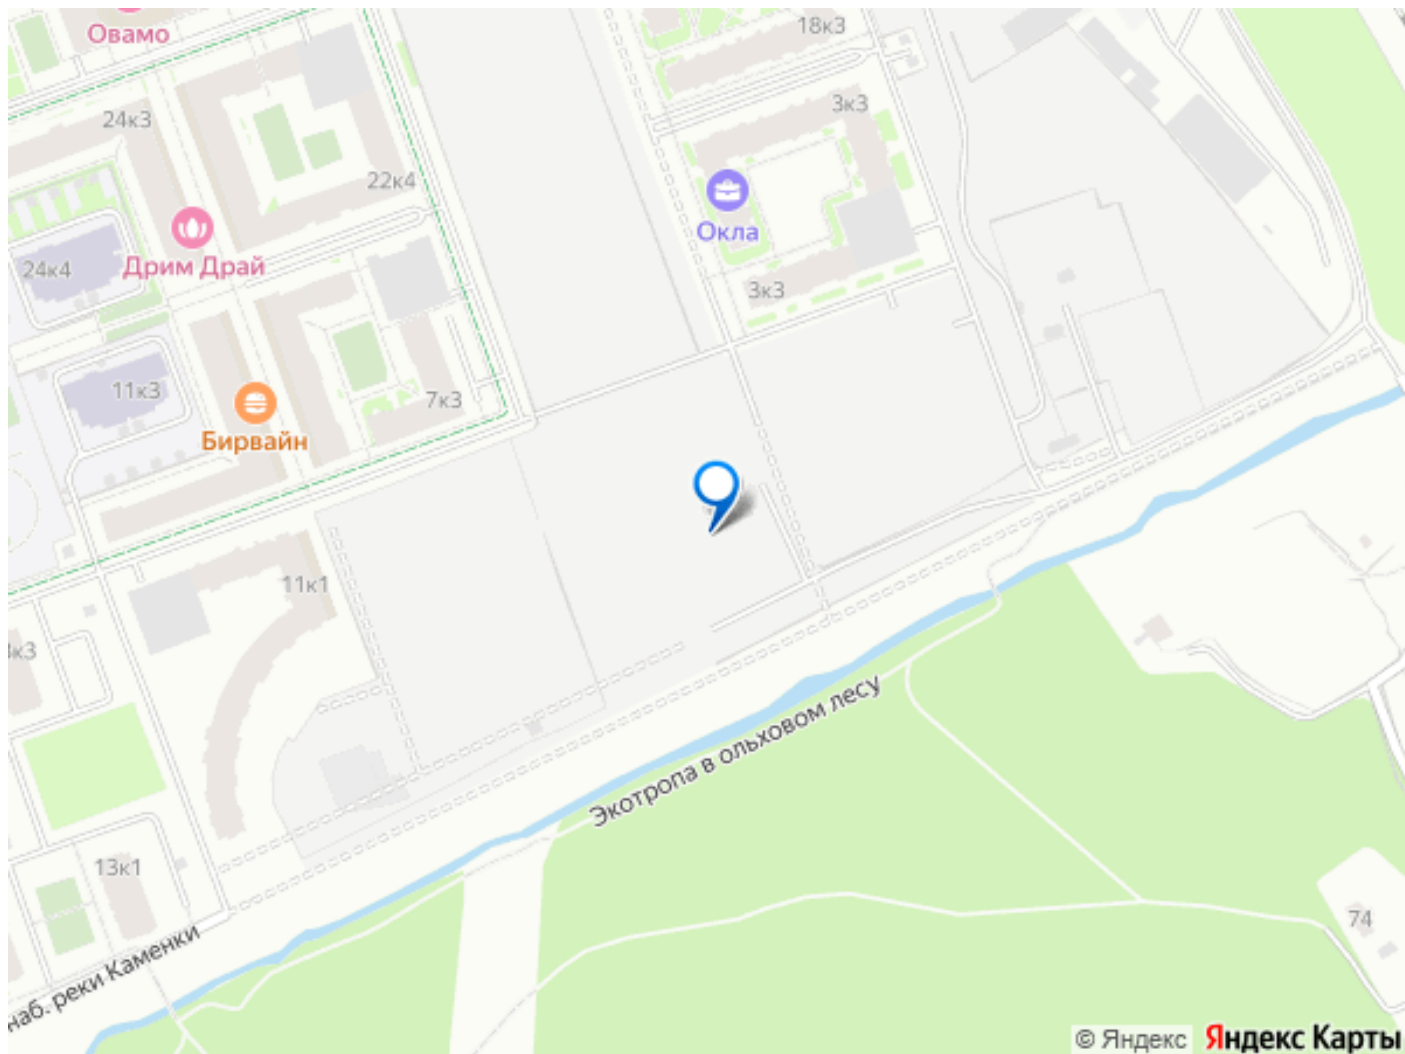 Овамо
18к3
24к3
3к3
22к4
Окла
24к4
Дрим Драй
3к3
11к3
7к3
Бирвайн
11к1
к3
Экотропа в ольховом лесу
13к1
74
наб. реки Каменки
© Яндекс Яндекс Карты